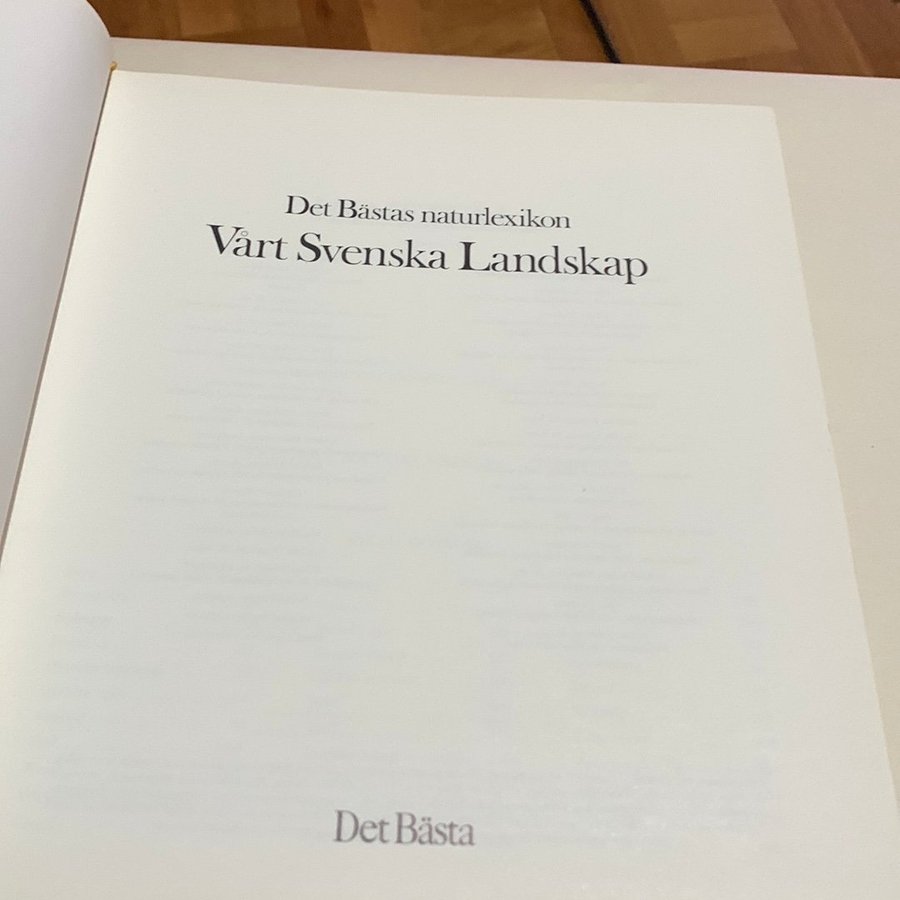 Det Bästas naturlexikon
Vårt Svenska Landskap
Det Bästa